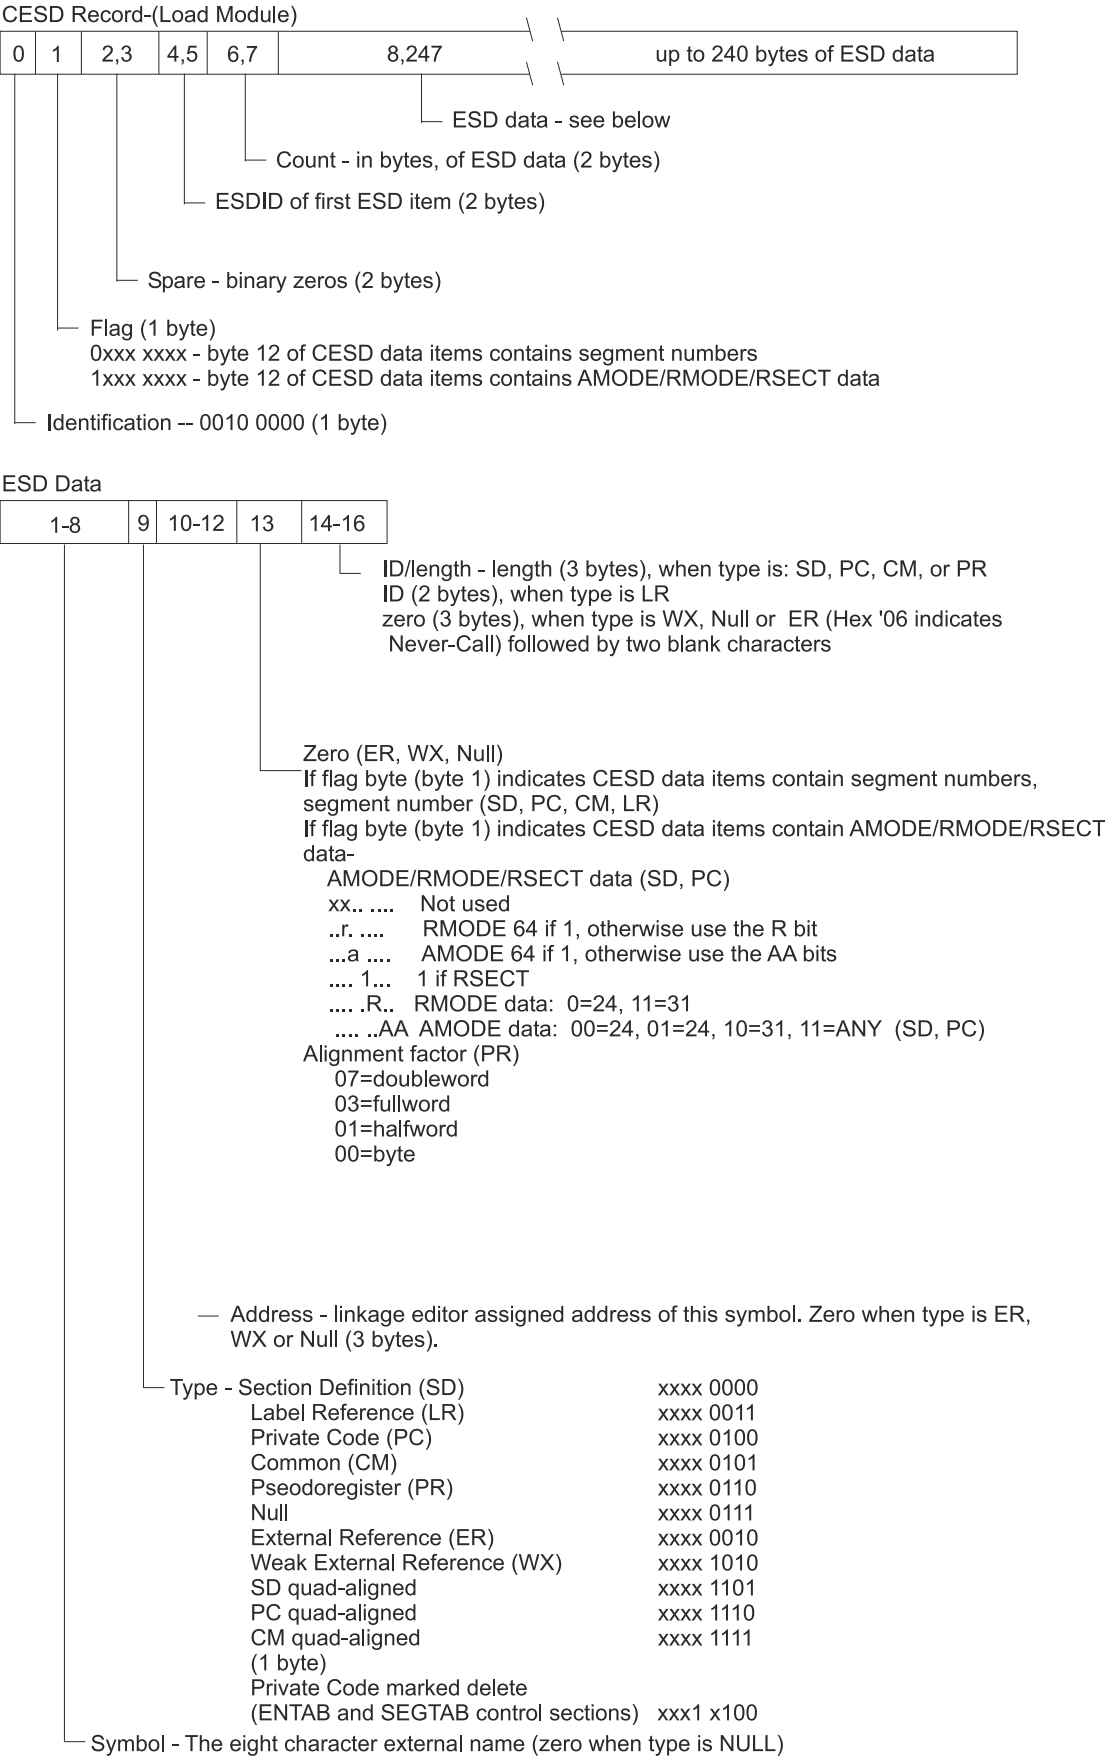 CESD Record-(Load Module)
0 1 2,3 4,5 6,7 8,247 up to 240 bytes of ESD data
ESD data - see below
Count - in bytes, of ESD data (2 bytes)
ESDID of first ESD item (2 bytes)
Spare - binary zeros (2 bytes)
Flag (1 byte)
0xxx xxxx - byte 12 of CESD data items contains segment numbers
1xxx xxxx - byte 12 of CESD data items contains AMODE/RMODE/RSECT data
Identification -- 0010 0000 (1 byte)
ESD Data
1-8 9 10-12 13 14-16
ID/length - length (3 bytes), when type is: SD, PC, CM, or PR
ID (2 bytes), when type is LR
zero (3 bytes), when type is WX, Null or ER (Hex '06 indicates
Never-Call) followed by two blank characters
Zero (ER, WX, Null)
If flag byte (byte 1) indicates CESD data items contain segment numbers,
segment number (SD, PC, CM, LR)
If flag byte (byte 1) indicates CESD data items contain AMODE/RMODE/RSECT
data-
AMODE/RMODE/RSECT data (SD, PC)
xx.. .... Not used
..r. .... RMODE 64 if 1, otherwise use the R bit
...a .... AMODE 64 if 1, otherwise use the AA bits
.... 1... 1 if RSECT
.... .R.. RMODE data: 0=24, 11=31
.... ..AA AMODE data: 00=24, 01=24, 10=31, 11=ANY (SD, PC)
Alignment factor (PR)
07=doubleword
03=fullword
01=halfword
00=byte
Address - linkage editor assigned address of this symbol. Zero when type is ER,
WX or Null (3 bytes).
Type - Section Definition (SD) xxxx 0000
Label Reference (LR) xxxx 0011
Private Code (PC) xxxx 0100
Common (CM) xxxx 0101
Pseodoregister (PR) xxxx 0110
Null xxxx 0111
External Reference (ER) xxxx 0010
Weak External Reference (WX) xxxx 1010
SD quad-aligned xxxx 1101
PC quad-aligned xxxx 1110
CM quad-aligned xxxx 1111
(1 byte)
Private Code marked delete
(ENTAB and SEGTAB control sections) xxx1 x100
Symbol - The eight character external name (zero when type is NULL)